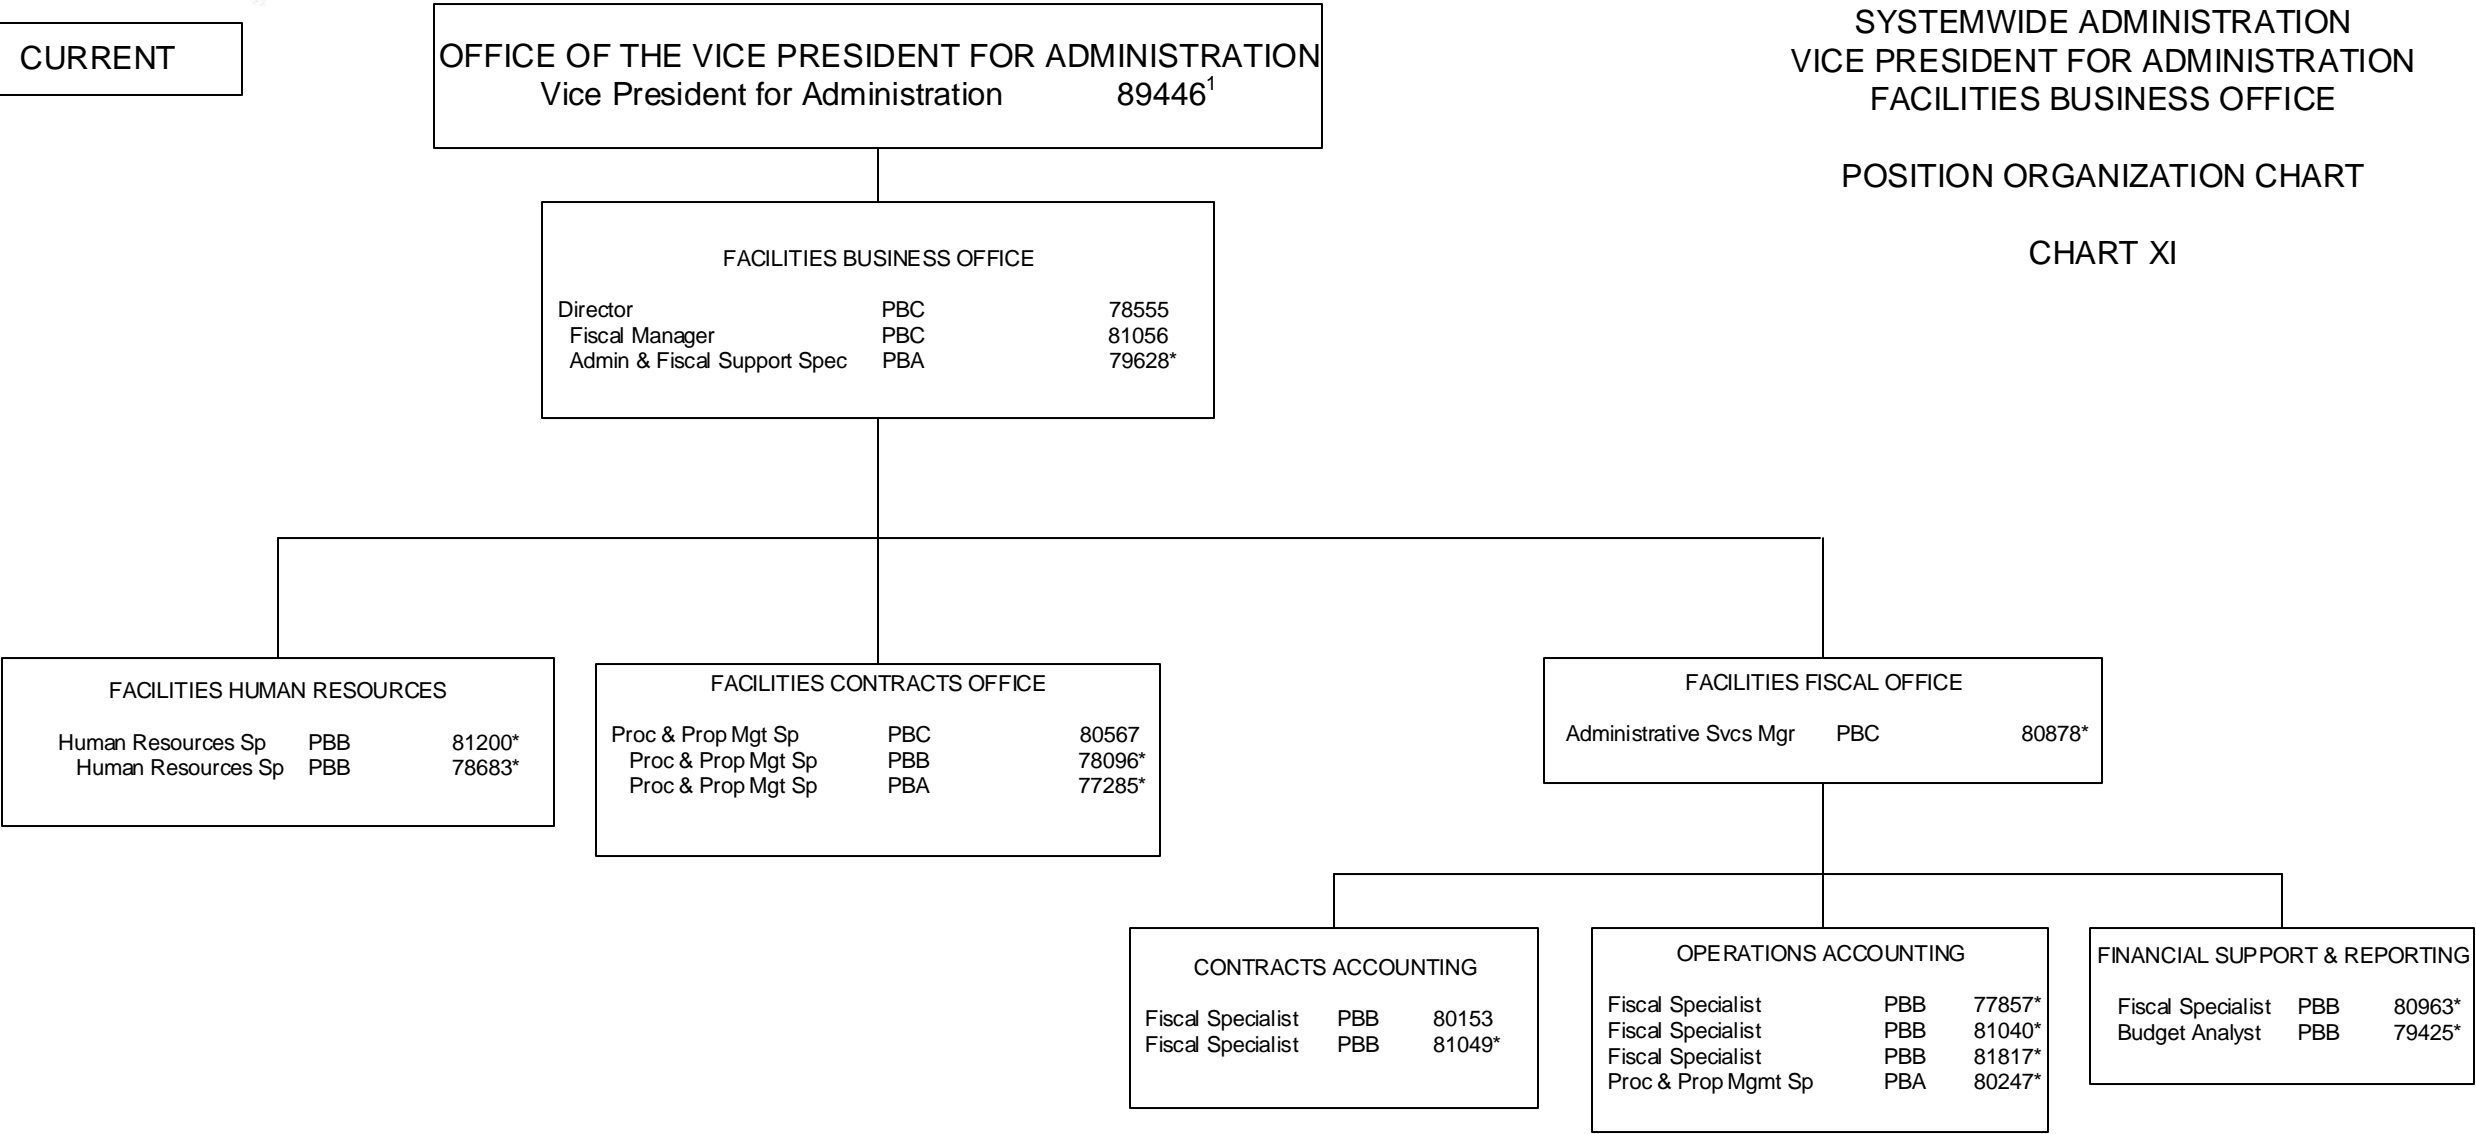 CURRENT
OFFICE OF THE VICE PRESIDENT FOR ADMINISTRATION
Vice President for Administration 89446¹
SYSTEMWIDE ADMINISTRATION
VICE PRESIDENT FOR ADMINISTRATION
FACILITIES BUSINESS OFFICE
POSITION ORGANIZATION CHART
CHART XI
FACILITIES BUSINESS OFFICE
Director PBC 78555
Fiscal Manager PBC 81056
Admin & Fiscal Support Spec PBA 79628*
FACILITIES HUMAN RESOURCES
Human Resources Sp PBB 81200*
Human Resources Sp PBB 78683*
FACILITIES CONTRACTS OFFICE
Proc & Prop Mgt Sp PBC 80567
Proc & Prop Mgt Sp PBB 78096*
Proc & Prop Mgt Sp PBA 77285*
FACILITIES FISCAL OFFICE
Administrative Svcs Mgr PBC 80878*
CONTRACTS ACCOUNTING
Fiscal Specialist PBB 80153
Fiscal Specialist PBB 81049*
OPERATIONS ACCOUNTING
Fiscal Specialist PBB 77857*
Fiscal Specialist PBB 81040*
Fiscal Specialist PBB 81817*
Proc & Prop Mgmt Sp PBA 80247*
FINANCIAL SUPPORT & REPORTING
Fiscal Specialist PBB 80963*
Budget Analyst PBB 79425*